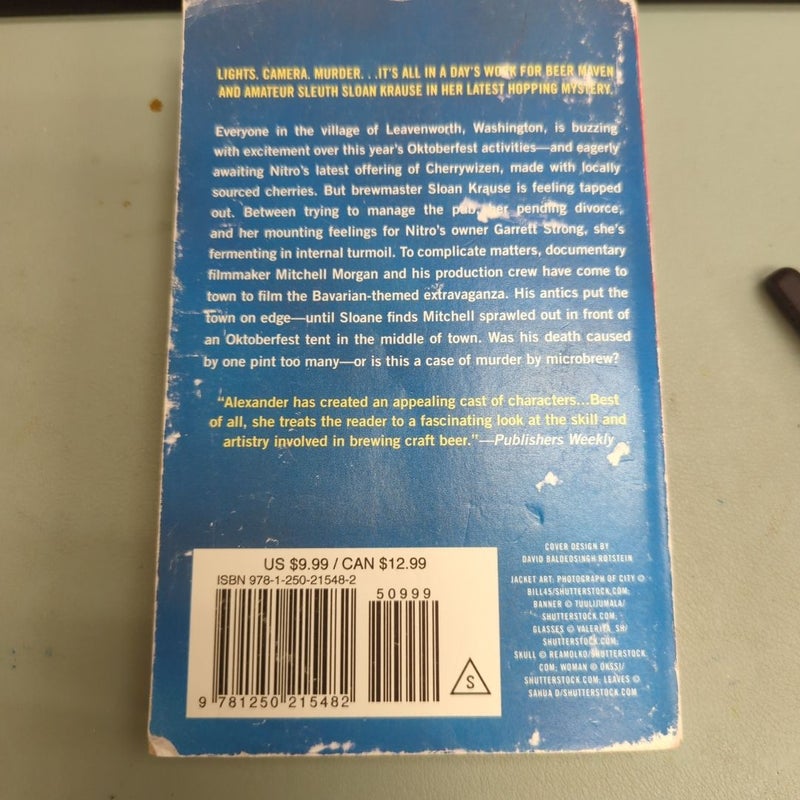 LIGHTS. CAMERA. MURDER. . .IT'S ALL IN A DAY'S WORK FOR BEER MAVEN
AND AMATEUR SLEUTH SLOAN KRAUSE IN HER LATEST HOPPING MYSTERY.
Everyone in the village of Leavenworth, Washington, is buzzing
with excitement over this year's Oktoberfest activities—and eagerly
awaiting Nitro's latest offering of Cherrywizen, made with locally
sourced cherries. But brewmaster Sloan Krause is feeling tapped
out. Between trying to manage the her pending divorce,
and her mounting feelings for Nitro's owner Garrett Strong, she's
fermenting in internal turmoil. To complicate matters, documentary
filmmaker Mitchell Morgan and his production crew have come to
town to film the Bavarian-themed extravaganza. His antics put the
town on edge—until Sloane finds Mitchell sprawled out in front of
an Oktoberfest tent in the middle of town. Was his death caused
by one pint too many—or is this a case of murder by microbrew?
"Alexander has created an appealing cast of characters...Best
of all, she treats the reader to a fascinating look at the skill and
artistry involved in brewing craft beer."—Publishers Weekly
US $9.99 / CAN $12.99
ISBN 978-1-250-21548-2
50999
9 781250 215482
S
COVER DESIGN BY
DAVID BALDEOSINGH ROTSTEIN
JACKET ART: PHOTOGRAPH OF CITY ©
BILL45/SHUTTERSTOCK.COM;
BANNER © TUULIJUMALA/
SHUTTERSTOCK.COM;
GLASSES © VALERIYA_SH/
SHUTTERSTOCK.COM;
SKULL © REAMOLKO/SHUTTERSTOCK.
COM; WOMAN © OKSSI/
SHUTTERSTOCK.COM; LEAVES ©
SAHUA D/SHUTTERSTOCK.COM